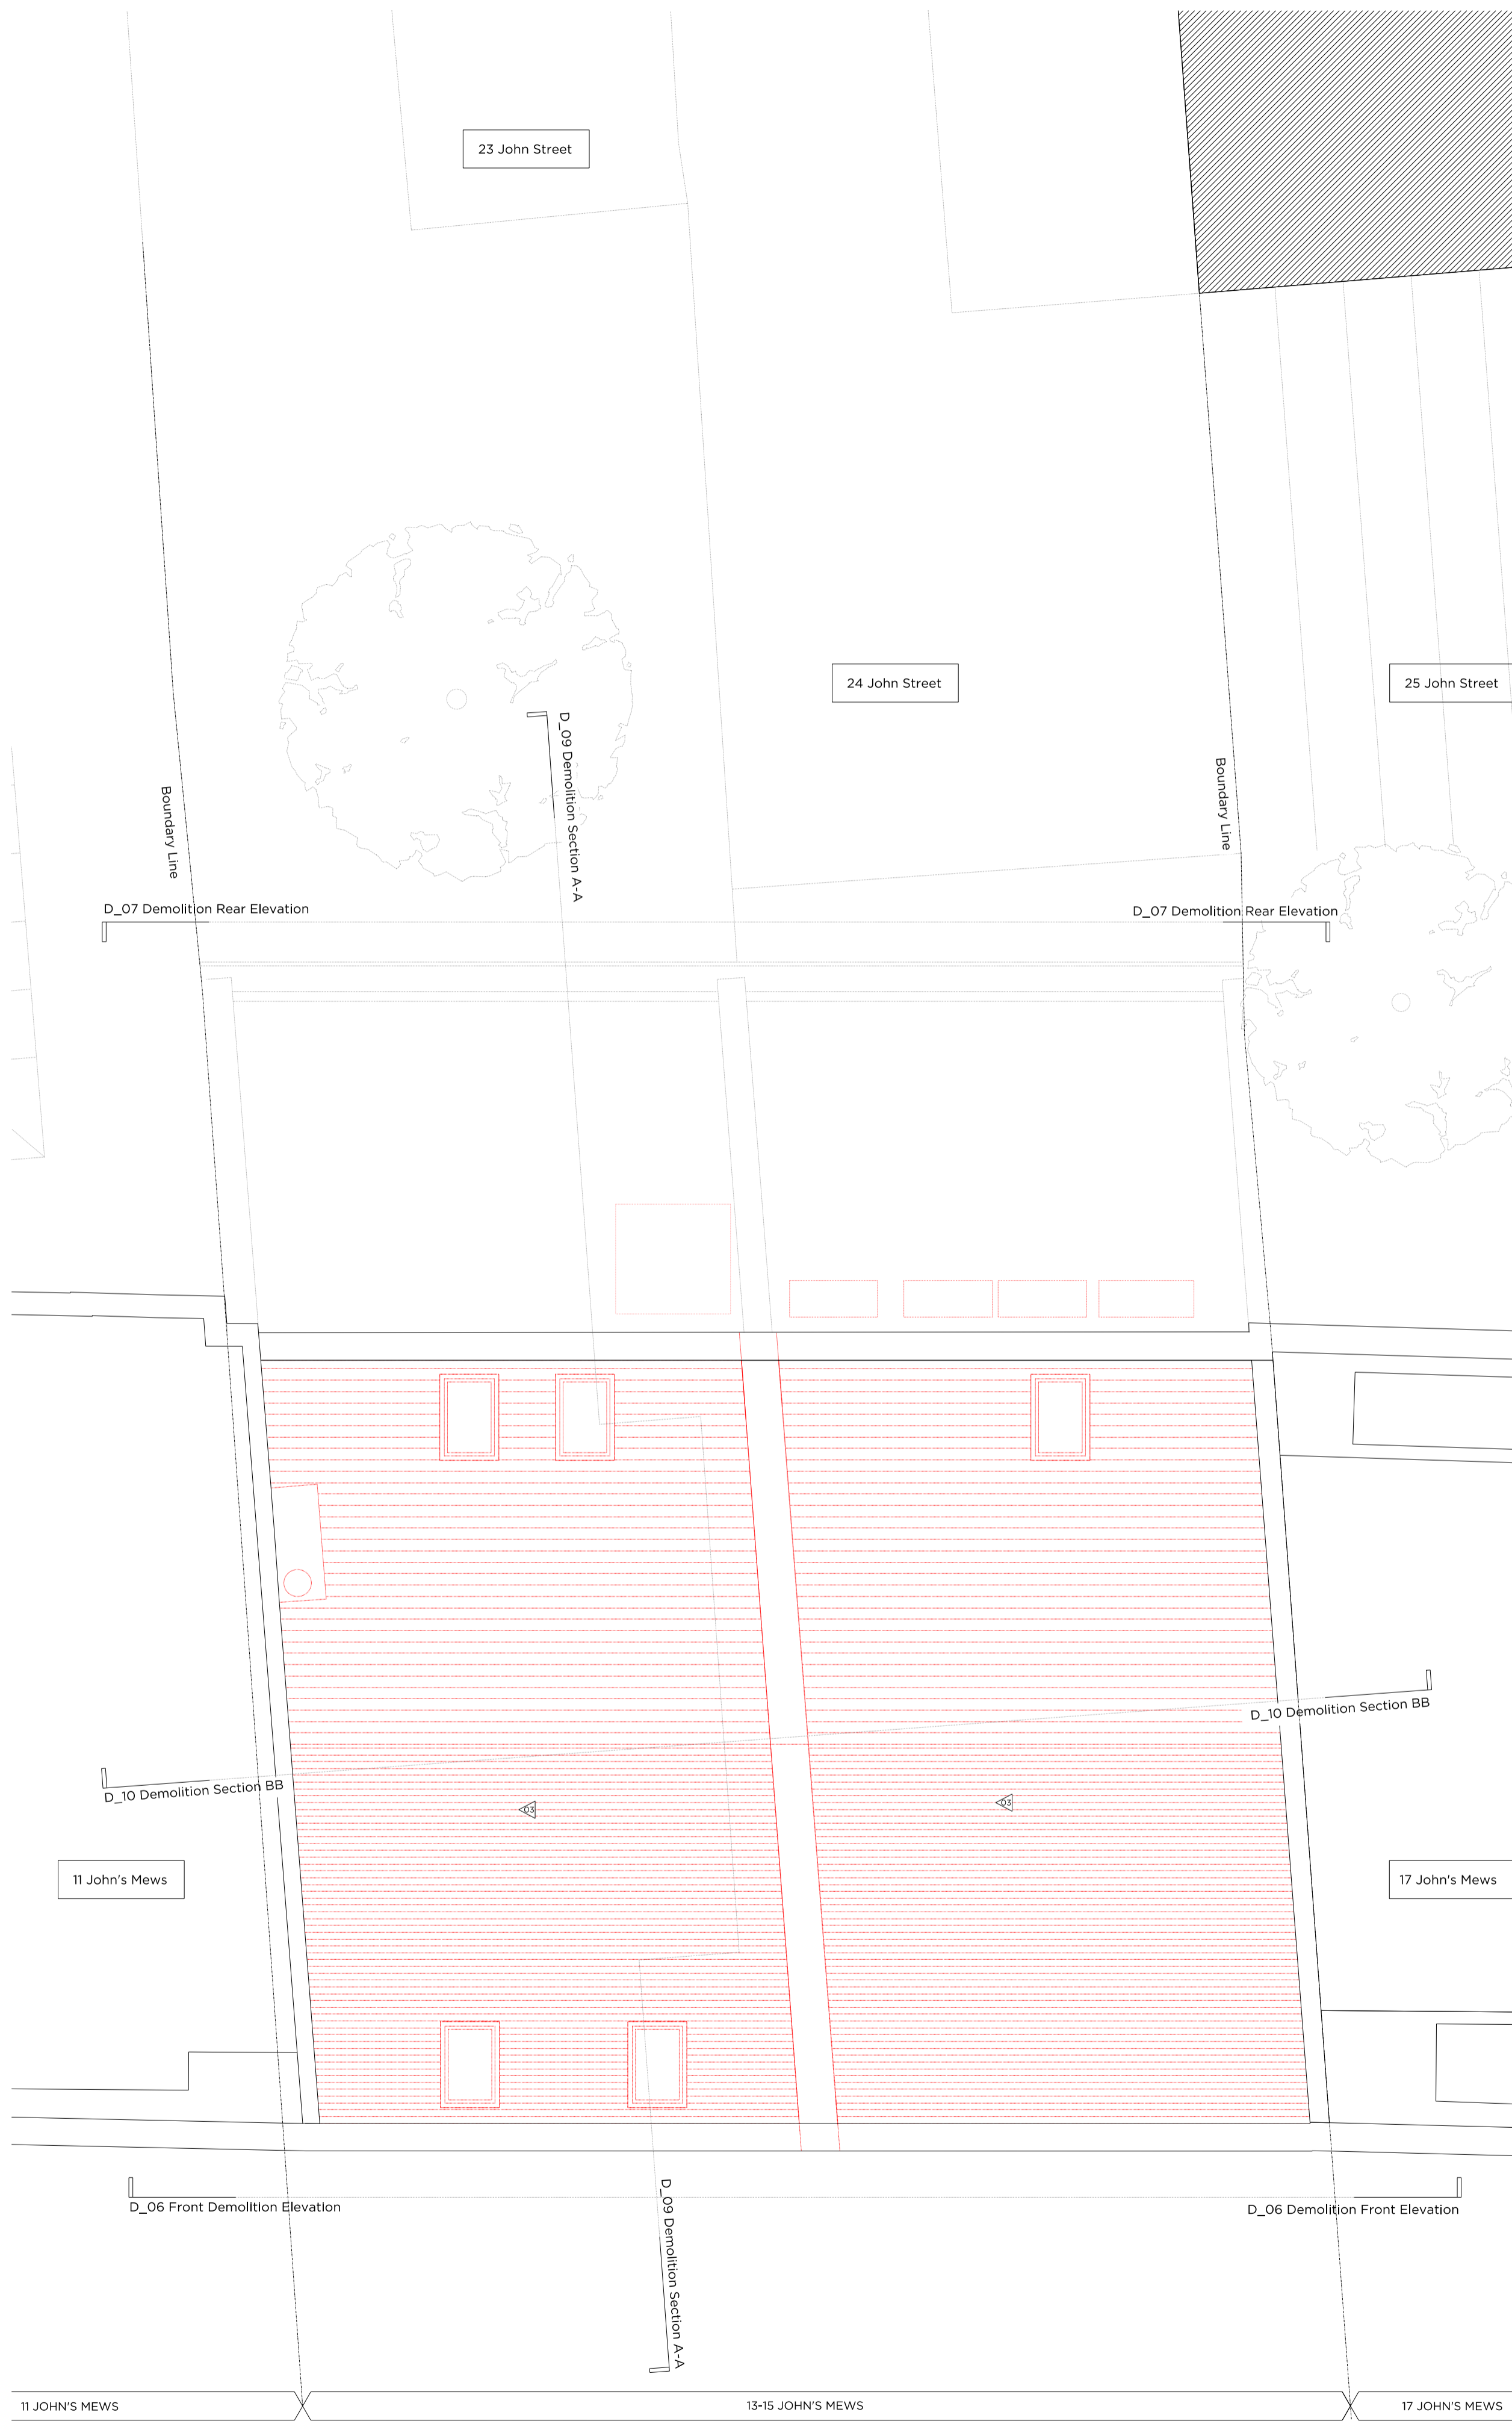 23 John Street
24 John Street
25 John Street
D_09 Demolition Section A-A
Boundary Line
Boundary Line
D_07 Demolition Rear Elevation
D_07 Demolition Rear Elevation
D_10 Demolition Section BB
D_10 Demolition Section BB
03
03
11 John's Mews
17 John's Mews
D_06 Front Demolition Elevation
D_06 Demolition Front Elevation
D_09 Demolition Section A-A
11 JOHN'S MEWS
13-15 JOHN'S MEWS
17 JOHN'S MEWS